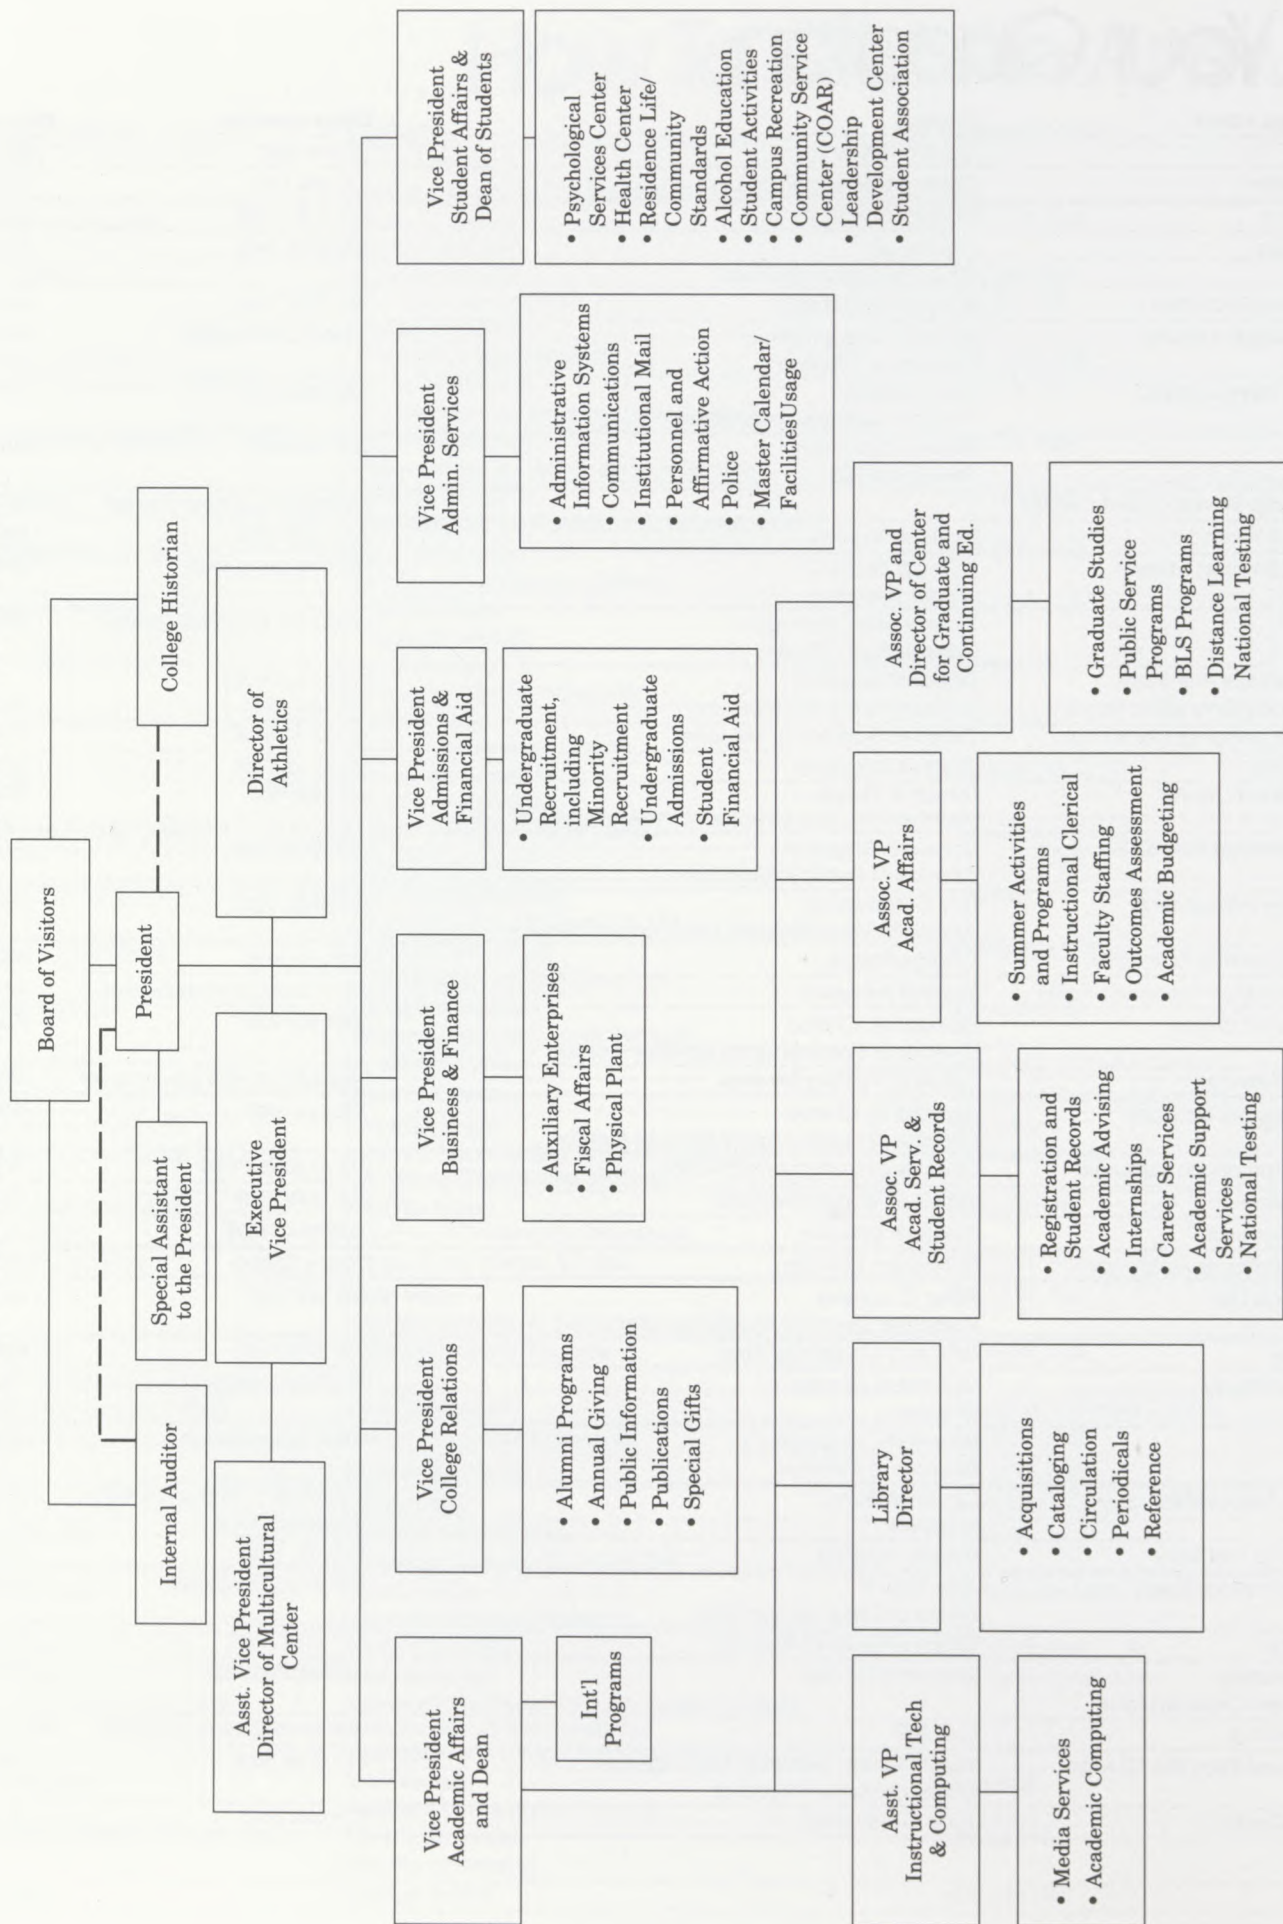 Board of Visitors
Internal Auditor
President
College Historian
Special Assistant
to the President
Asst. Vice President
Director of Multicultural
Center
Executive
Vice President
Director of
Athletics
Vice President
Academic Affairs
and Dean
Int'l
Programs
Vice President
College Relations
• Alumni Programs
• Annual Giving
• Public Information
• Publications
• Special Gifts
Vice President
Business & Finance
• Auxiliary Enterprises
• Fiscal Affairs
• Physical Plant
Vice President
Admissions &
Financial Aid
• Undergraduate
Recruitment,
including
Minority
Recruitment
• Undergraduate
Admissions
• Student
Financial Aid
Vice President
Admin. Services
• Administrative
Information Systems
• Communications
• Institutional Mail
• Personnel and
Affirmative Action
• Police
• Master Calendar/
FacilitiesUsage
Vice President
Student Affairs &
Dean of Students
• Psychological
Services Center
• Health Center
• Residence Life/
Community
Standards
• Alcohol Education
• Student Activities
• Campus Recreation
• Community Service
Center (COAR)
• Leadership
Development Center
• Student Association
Asst. VP
Instructional Tech
& Computing
• Media Services
• Academic Computing
Library
Director
• Acquisitions
• Cataloging
• Circulation
• Periodicals
• Reference
Assoc. VP
Acad. Serv. &
Student Records
• Registration and
Student Records
• Academic Advising
• Internships
• Career Services
• Academic Support
Services
• National Testing
Assoc. VP
Acad. Affairs
• Summer Activities
and Programs
• Instructional Clerical
• Faculty Staffing
• Outcomes Assessment
• Academic Budgeting
Assoc. VP and
Director of Center
for Graduate and
Continuing Ed.
• Graduate Studies
• Public Service
Programs
• BLS Programs
• Distance Learning
National Testing